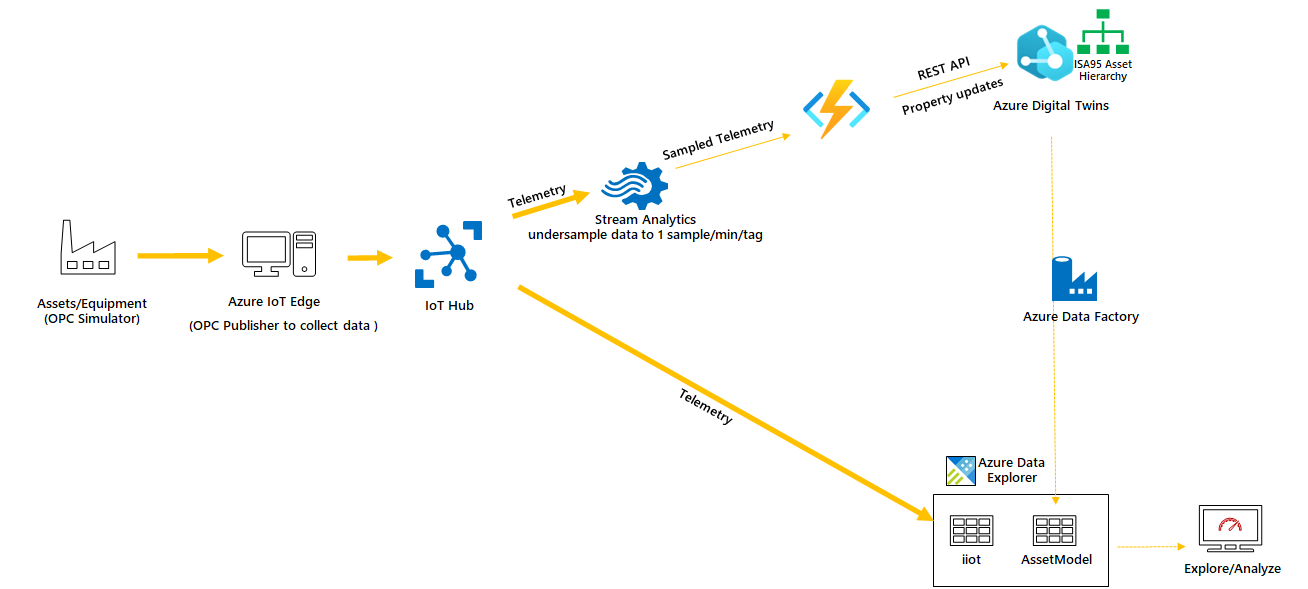 ISA95 Asset
Hierarchy
REST API
Property updates
Azure Digital Twins
Sampled Telemetry
Telemetry
Stream Analytics
undersample data to 1 sample/min/tag
Assets/Equipment
(OPC Simulator)
Azure IoT Edge
(OPC Publisher to collect data )
IoT Hub
Azure Data Factory
Telemetry
Azure Data
Explorer
iiot
AssetModel
Explore/Analyze